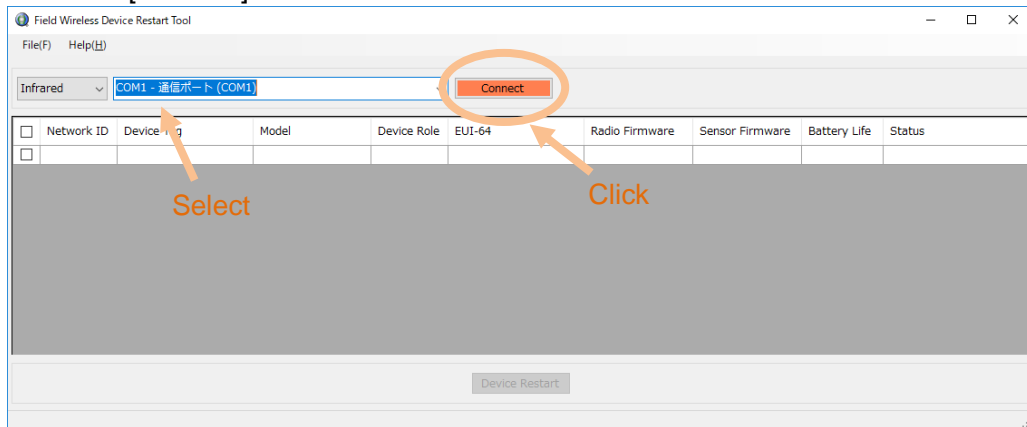 Field Wireless Device Restart Tool
File(F) Help(H)
Infrared COM1 - 通信ポート (COM1) Connect
Network ID Device Model Device Role EUI-64 Radio Firmware Sensor Firmware Battery Life Status
Select
Click
Device Restart